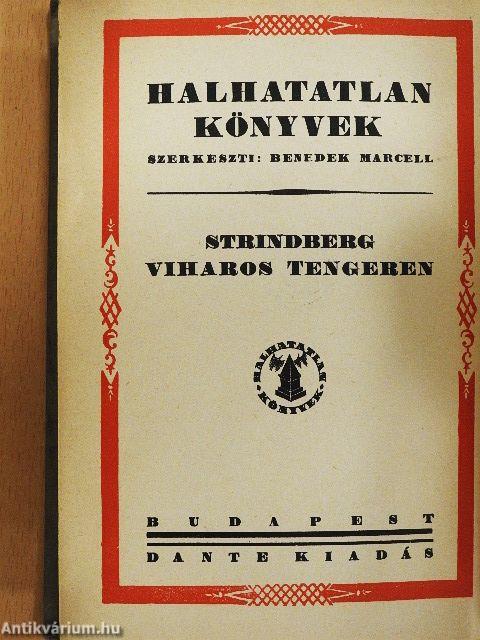 HALHATATLAN
KÖNYVEK
SZERKESZTI: BENEDEK MARCELL
STRINDBERG
VIHAROS TENGEREN
HALHATATLAN
KÖNYVEK
BUDAPEST
DANTE KIADÁS
Antikvárium.hu